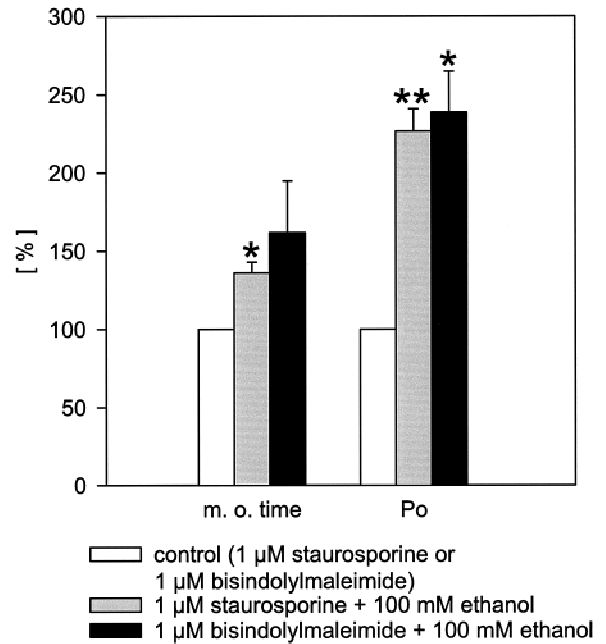 300
250
200
150
100
50
0
[ % ]
*
**
*
m. o. time
Po
control (1 µM staurosporine or
1 µM bisindolylmaleimide)
1 µM staurosporine + 100 mM ethanol
1 µM bisindolylmaleimide + 100 mM ethanol